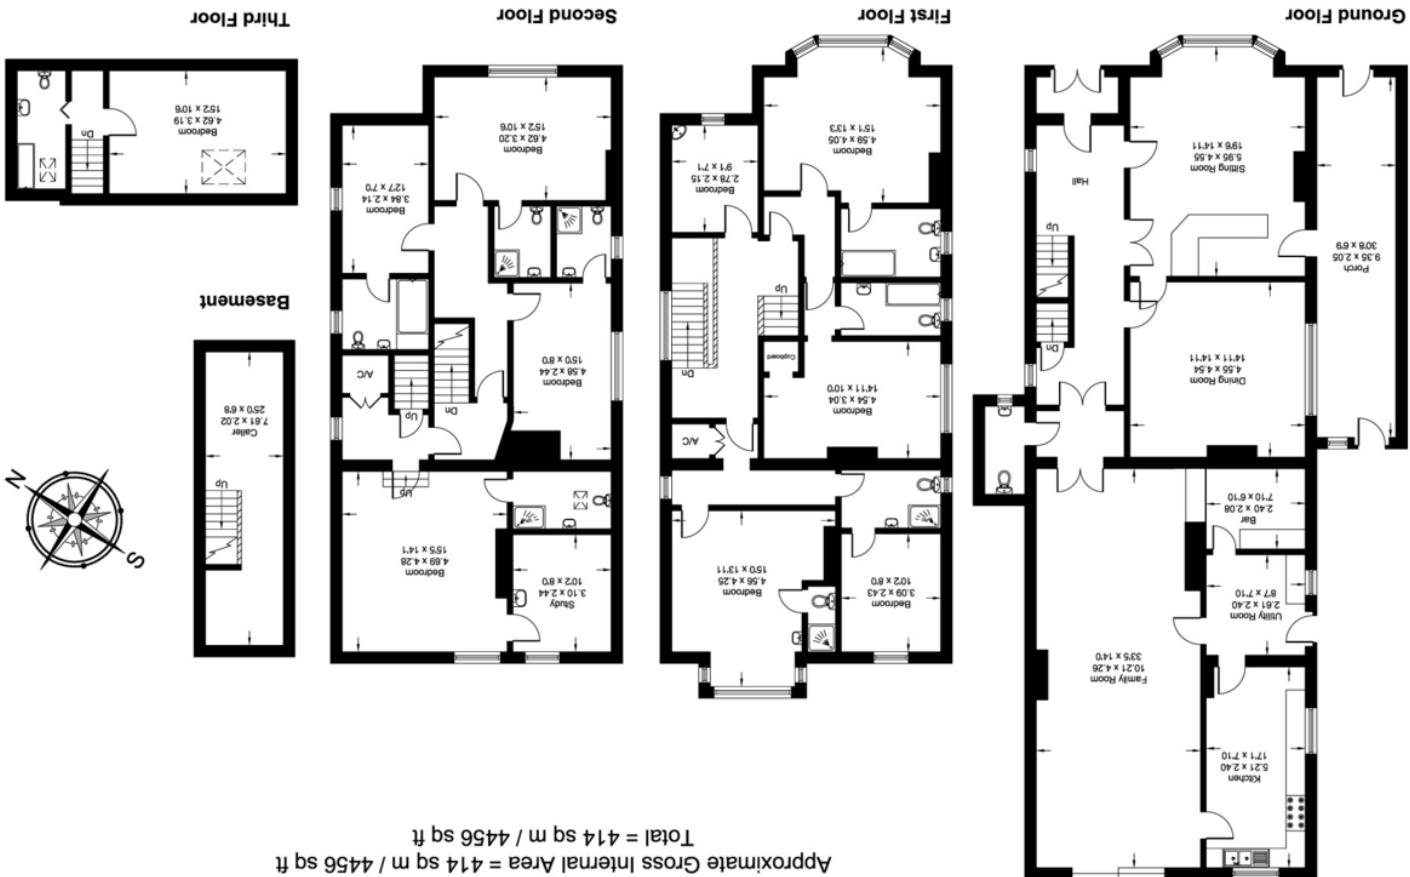 Approximate Gross Internal Area = 414 sq m / 4456 sq ft
Total = 414 sq m / 4456 sq ft
Kitchen
5.21 x 2.40
17'1 x 7'10
Family Room
10.21 x 4.26
33'5 x 14'0
Utility Room
2.61 x 2.40
8'7 x 7'10
Bar
2.40 x 2.08
7'10 x 6'10
Dining Room
4.55 x 4.54
14'11 x 14'11
Dn
Up
Hall
Porch
9.35 x 2.05
30'8 x 6'9
Sitting Room
5.95 x 4.55
19'6 x 14'11
Ground Floor
Bedroom
3.09 x 2.43
10'2 x 8'0
Bedroom
4.56 x 4.25
15'0 x 13'11
A/C
Bedroom
4.54 x 3.04
14'11 x 10'0
Cupboard
Dn
Up
Bedroom
2.78 x 2.15
9'1 x 7'1
Bedroom
4.59 x 4.05
15'1 x 13'3
First Floor
Study
3.10 x 2.44
10'2 x 8'0
Bedroom
4.69 x 4.28
15'5 x 14'1
Up
Dn
Up
A/C
Bedroom
4.58 x 2.44
15'0 x 8'0
Bedroom
3.84 x 2.14
12'7 x 7'0
Bedroom
4.62 x 3.20
15'2 x 10'6
Second Floor
S
N
Up
Caller
7.61 x 2.02
25'0 x 6'8
Basement
Dn
Bedroom
4.62 x 3.19
15'2 x 10'6
Third Floor